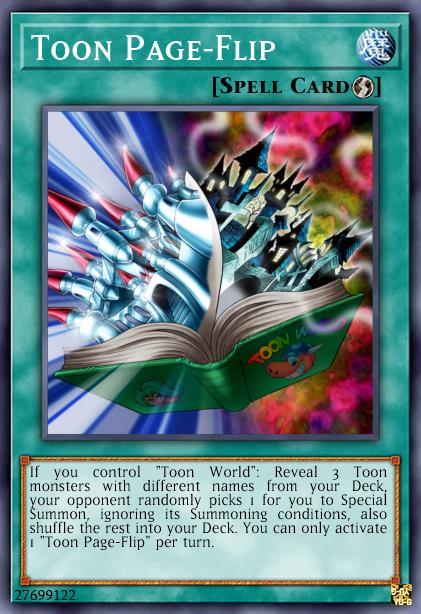 Toon Page-Flip
魔
[Spell Card]
TOON W
If you control "Toon World": Reveal 3 Toon
monsters with different names from your Deck,
your opponent randomly picks 1 for you to Special
Summon, ignoring its Summoning conditions, also
shuffle the rest into your Deck. You can only activate
1 "Toon Page-Flip" per turn.
27699122